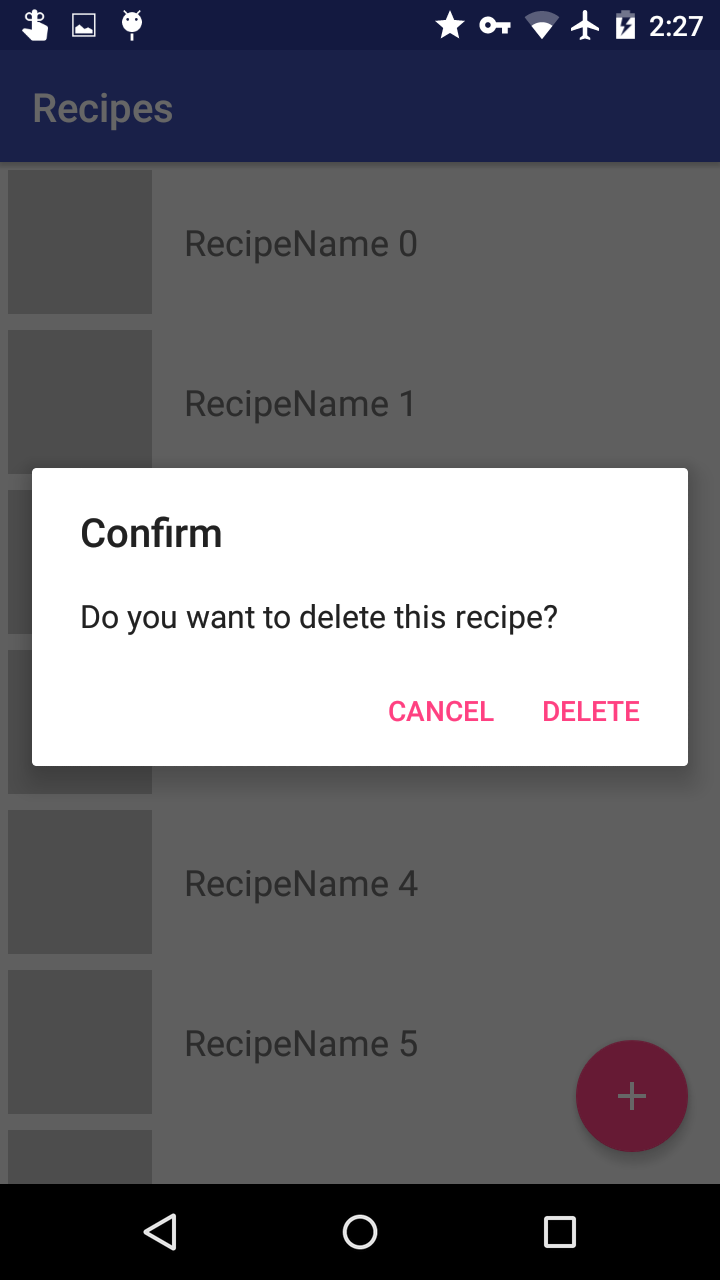 2:27
Recipes
RecipeName 0
RecipeName 1
Confirm
Do you want to delete this recipe?
CANCEL DELETE
RecipeName 4
RecipeName 5